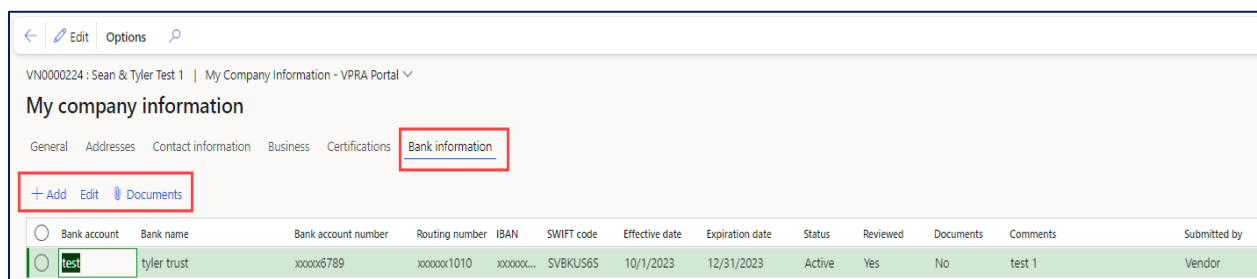 Edit Options
VN0000224 : Sean & Tyler Test 1 | My Company Information - VPRA Portal
My company information
General Addresses Contact information Business Certifications Bank information
+ Add Edit Documents
Bank account Bank name Bank account number Routing number IBAN SWIFT code Effective date Expiration date Status Reviewed Documents Comments Submitted by
test tyler trust xxxxx6789 xxxxxx1010 xxxxxx... SVBKUS6S 10/1/2023 12/31/2023 Active Yes No test 1 Vendor